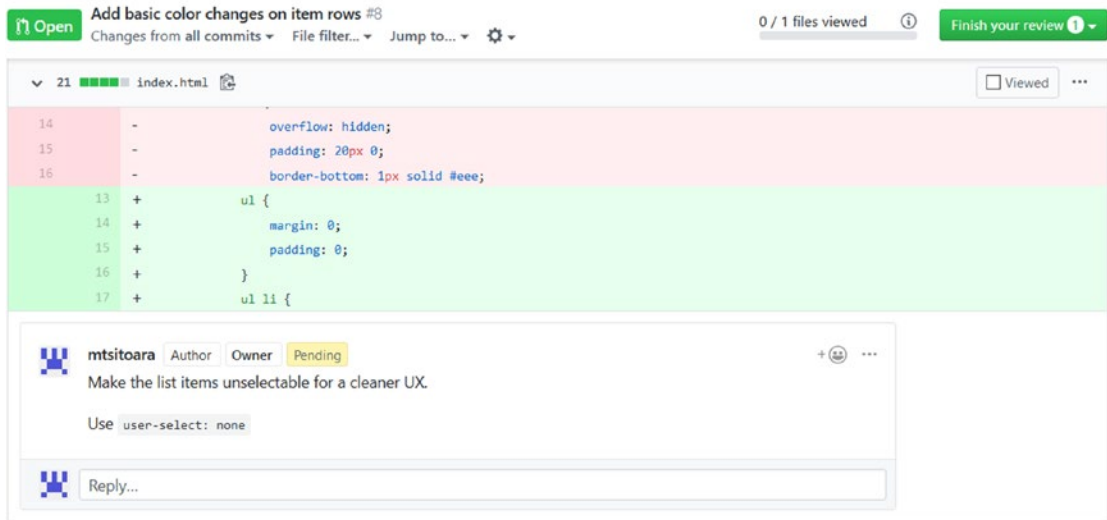 Open
Add basic color changes on item rows #8
Changes from all commits File filter... Jump to...
0 / 1 files viewed
Finish your review 1
21 index.html
Viewed ...
14 - overflow: hidden;
15 - padding: 20px 0;
16 - border-bottom: 1px solid #eee;
13 + ul {
14 + margin: 0;
15 + padding: 0;
16 + }
17 + ul li {
mtsitoara Author Owner Pending
Make the list items unselectable for a cleaner UX.
Use user-select: none
Reply...